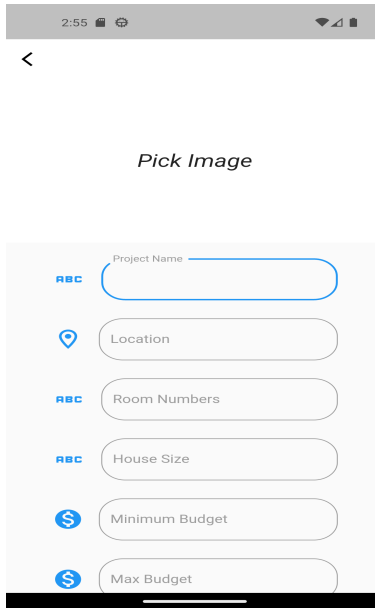 2:55
Pick Image
Project Name
ABC
Location
ABC Room Numbers
ABC House Size
$ Minimum Budget
$ Max Budget